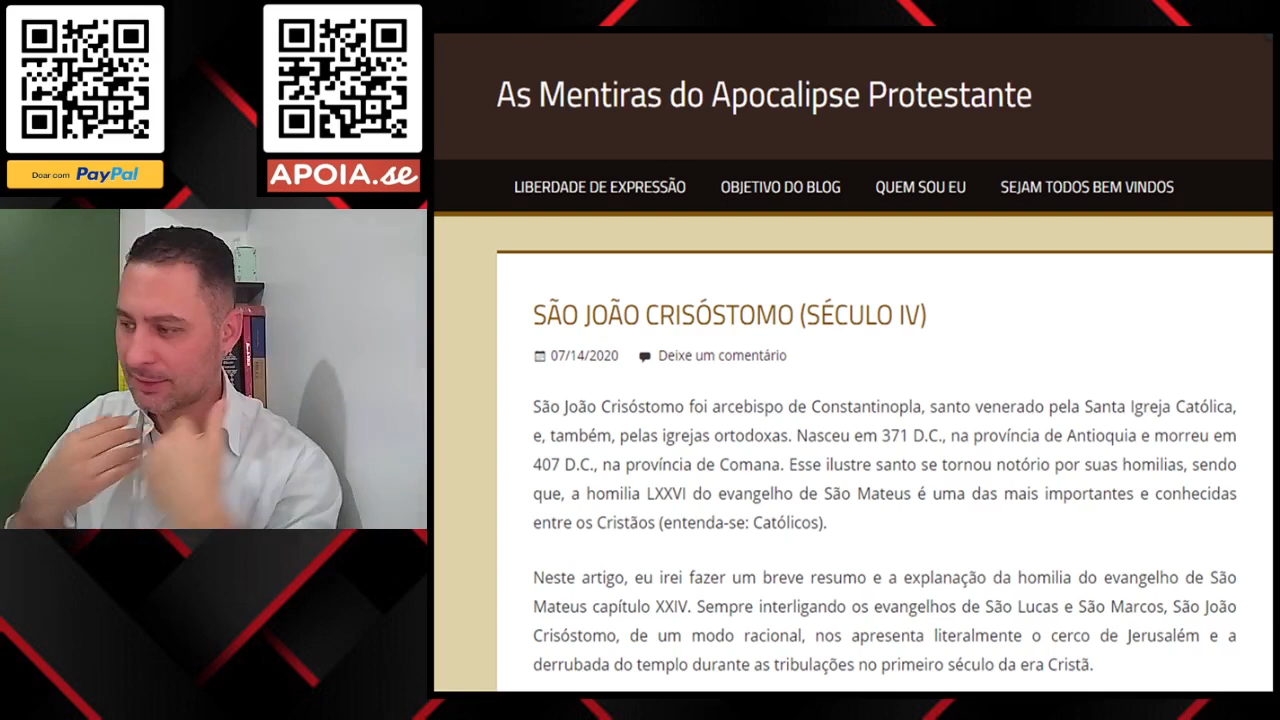 Doar com PayPal
APOIA.se
As Mentiras do Apocalipse Protestante
LIBERDADE DE EXPRESSÃO OBJETIVO DO BLOG QUEM SOU EU SEJAM TODOS BEM VINDOS
SÃO JOÃO CRISÓSTOMO (SÉCULO IV)
07/14/2020 Deixe um comentário
São João Crisóstomo foi arcebispo de Constantinopla, santo venerado pela Santa Igreja Católica,
e, também, pelas igrejas ortodoxas. Nasceu em 371 D.C., na província de Antioquia e morreu em
407 D.C., na província de Comana. Esse ilustre santo se tornou notório por suas homilias, sendo
que, a homilia LXXVI do evangelho de São Mateus é uma das mais importantes e conhecidas
entre os Cristãos (entenda-se: Católicos).
Neste artigo, eu irei fazer um breve resumo e a explanação da homilia do evangelho de São
Mateus capítulo XXIV. Sempre interligando os evangelhos de São Lucas e São Marcos, São João
Crisóstomo, de um modo racional, nos apresenta literalmente o cerco de Jerusalém e a
derrubada do templo durante as tribulações no primeiro século da era Cristã.